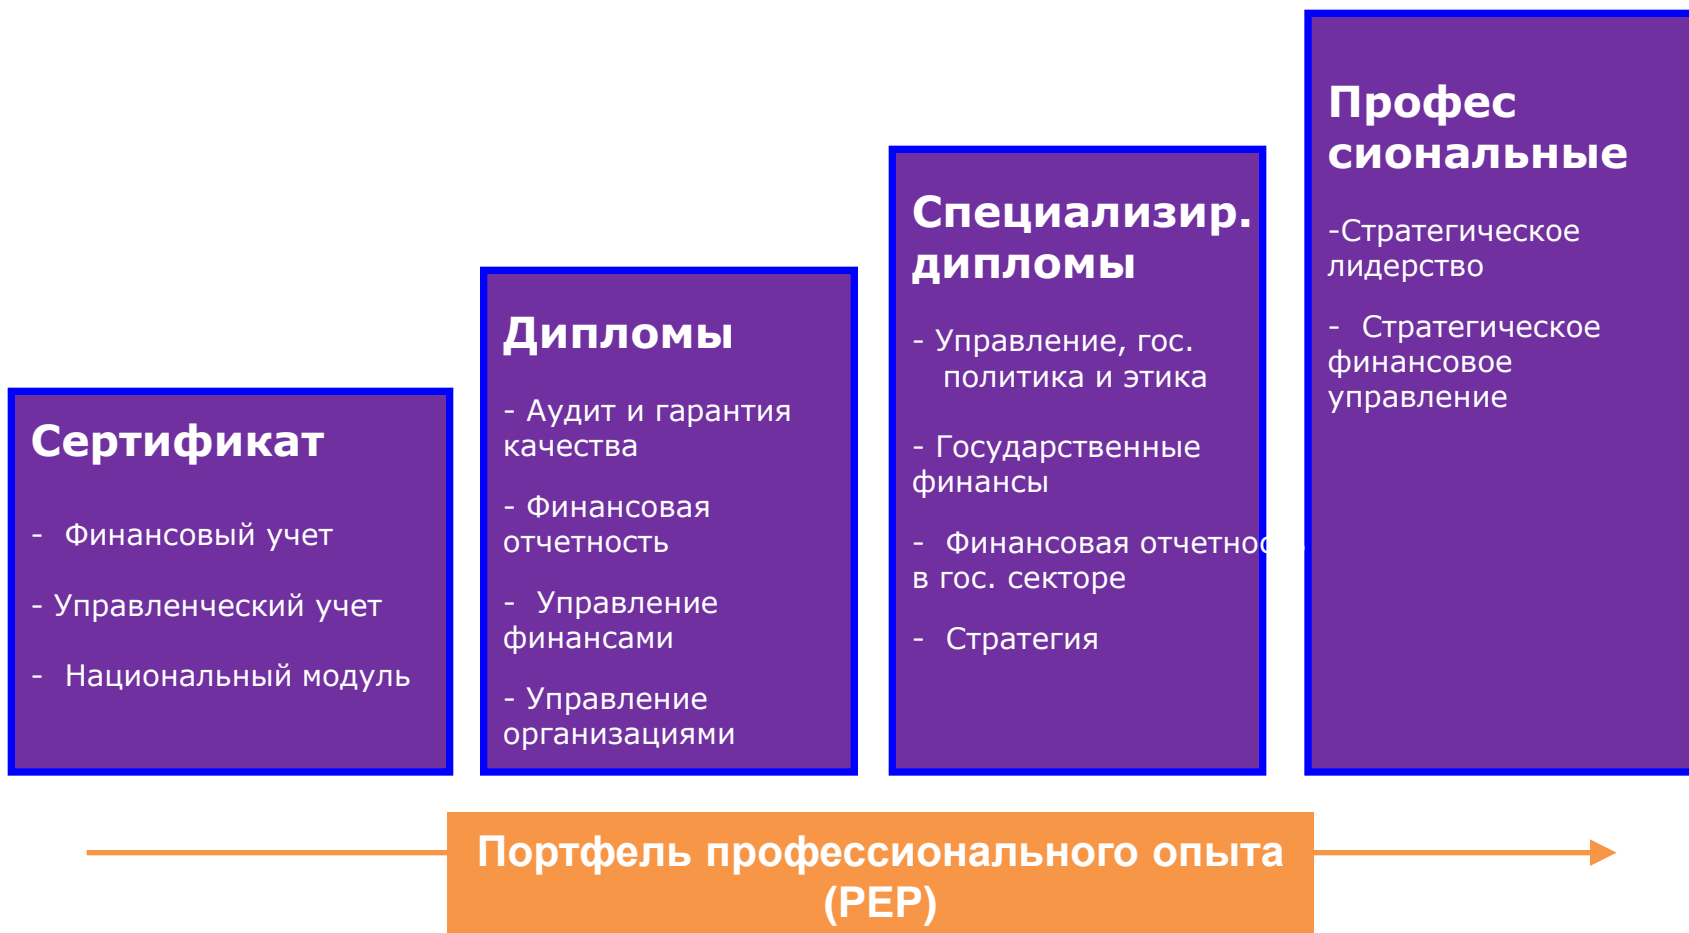 Сертификат
- Финансовый учет
- Управленческий учет
- Национальный модуль
Дипломы
- Аудит и гарантия
качества
- Финансовая
отчетность
- Управление
финансами
- Управление
организациями
Специализир.
дипломы
- Управление, гос.
политика и этика
- Государственные
финансы
- Финансовая
в гос. секторе
- Стратегия
Профес
сиональные
-Стратегическое
лидерство
- Стратегическое
финансовое
управление
Портфель профессионального опыта
(PEP)